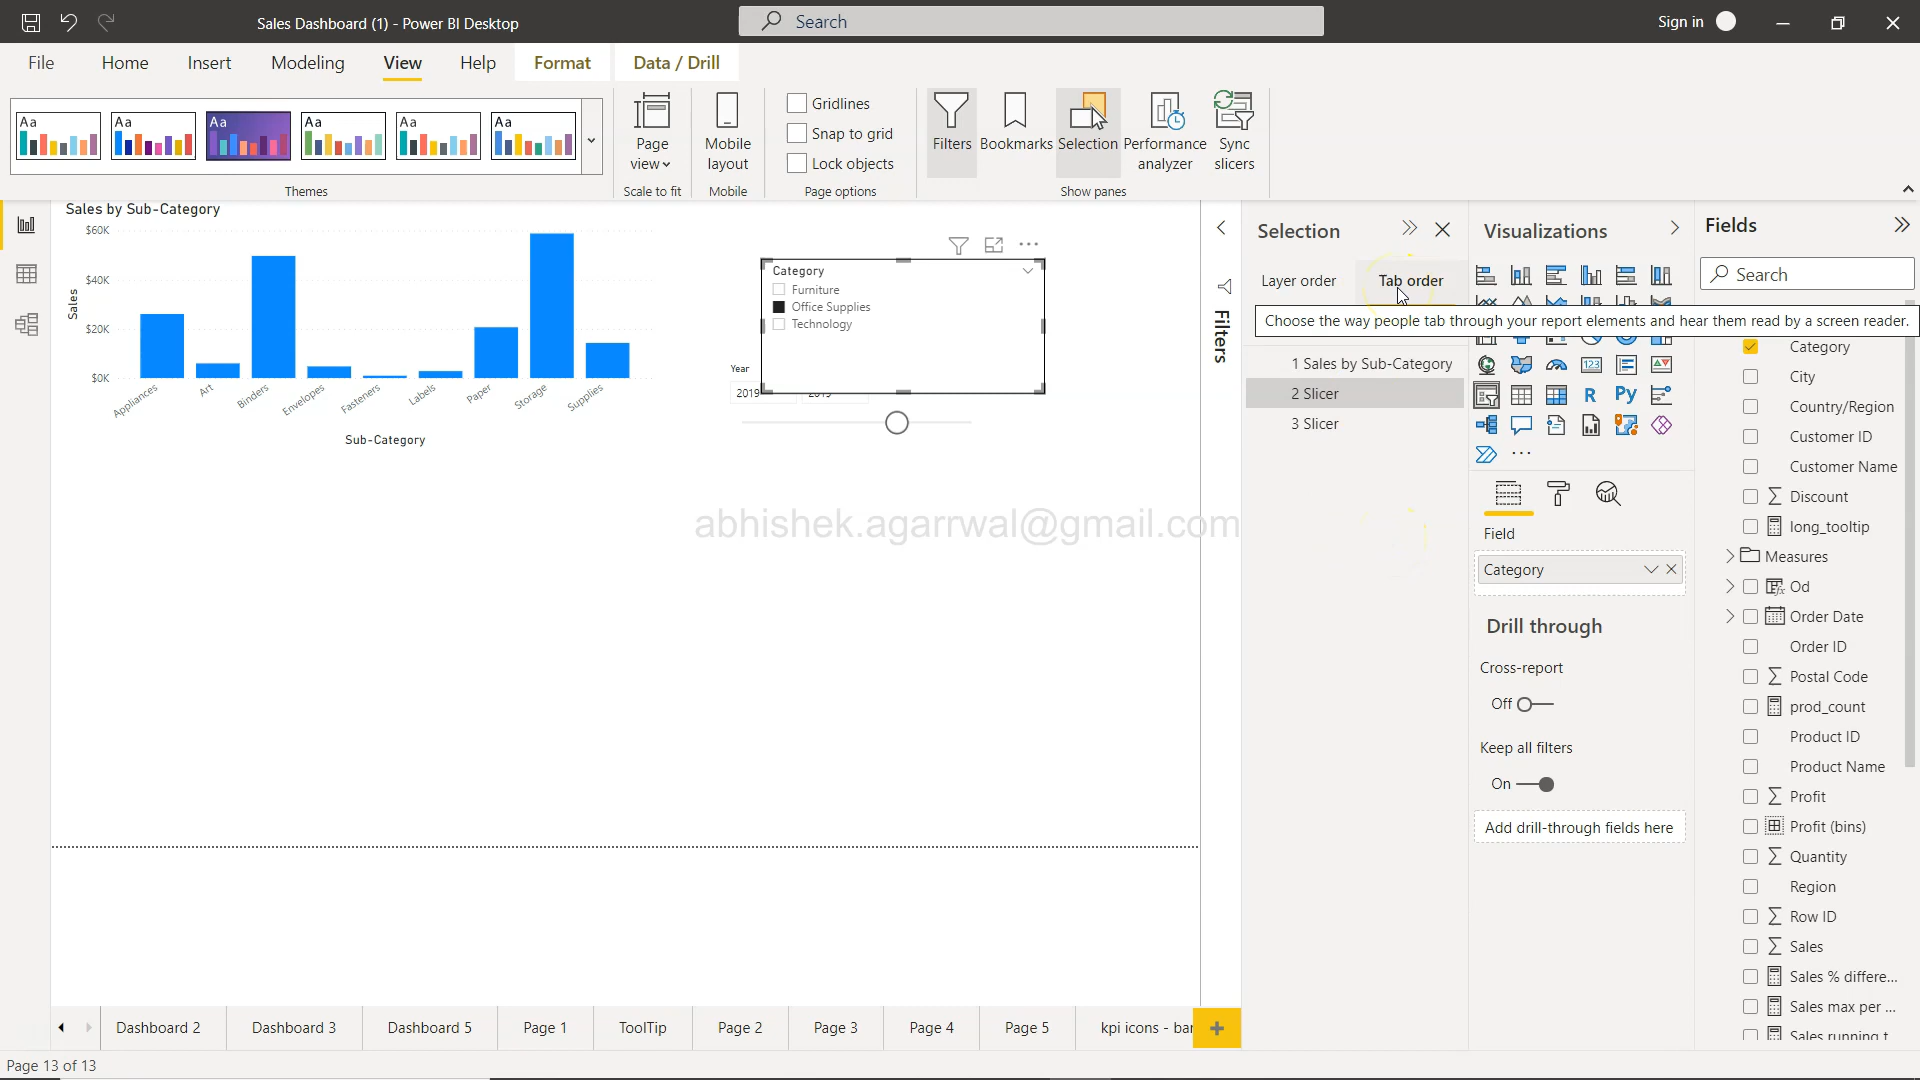 Sales Dashboard (1) - Power BI Desktop
Search
Sign in
File
Home
Insert
Modeling
View
Help
Format
Data / Drill
Aa
Aa
Aa
Aa
Aa
Aa
Themes
Page view
Scale to fit
Mobile layout
Mobile
Gridlines
Snap to grid
Lock objects
Page options
Filters
Bookmarks
Selection
Performance analyzer
Sync slicers
Show panes
Sales by Sub-Category
$60K
$40K
$20K
$0K
Sales
Appliances
Art
Binders
Envelopes
Fasteners
Labels
Paper
Storage
Supplies
Sub-Category
Category
Furniture
Office Supplies
Technology
Year
2019
2019
abhishek.agarrwal@gmail.com
Filters
Selection
Layer order
Tab order
Choose the way people tab through your report elements and hear them read by a screen reader.
1 Sales by Sub-Category
2 Slicer
3 Slicer
Visualizations
123
R
Py
Field
Category
Drill through
Cross-report
Off
Keep all filters
On
Add drill-through fields here
Fields
Search
Category
City
Country/Region
Customer ID
Customer Name
Discount
long_tooltip
Measures
Od
Order Date
Order ID
Postal Code
prod_count
Product ID
Product Name
Profit
Profit (bins)
Quantity
Region
Row ID
Sales
Sales % differe...
Sales max per ...
Sales running t
Dashboard 2
Dashboard 3
Dashboard 5
Page 1
ToolTip
Page 2
Page 3
Page 4
Page 5
kpi icons - bar
Page 13 of 13